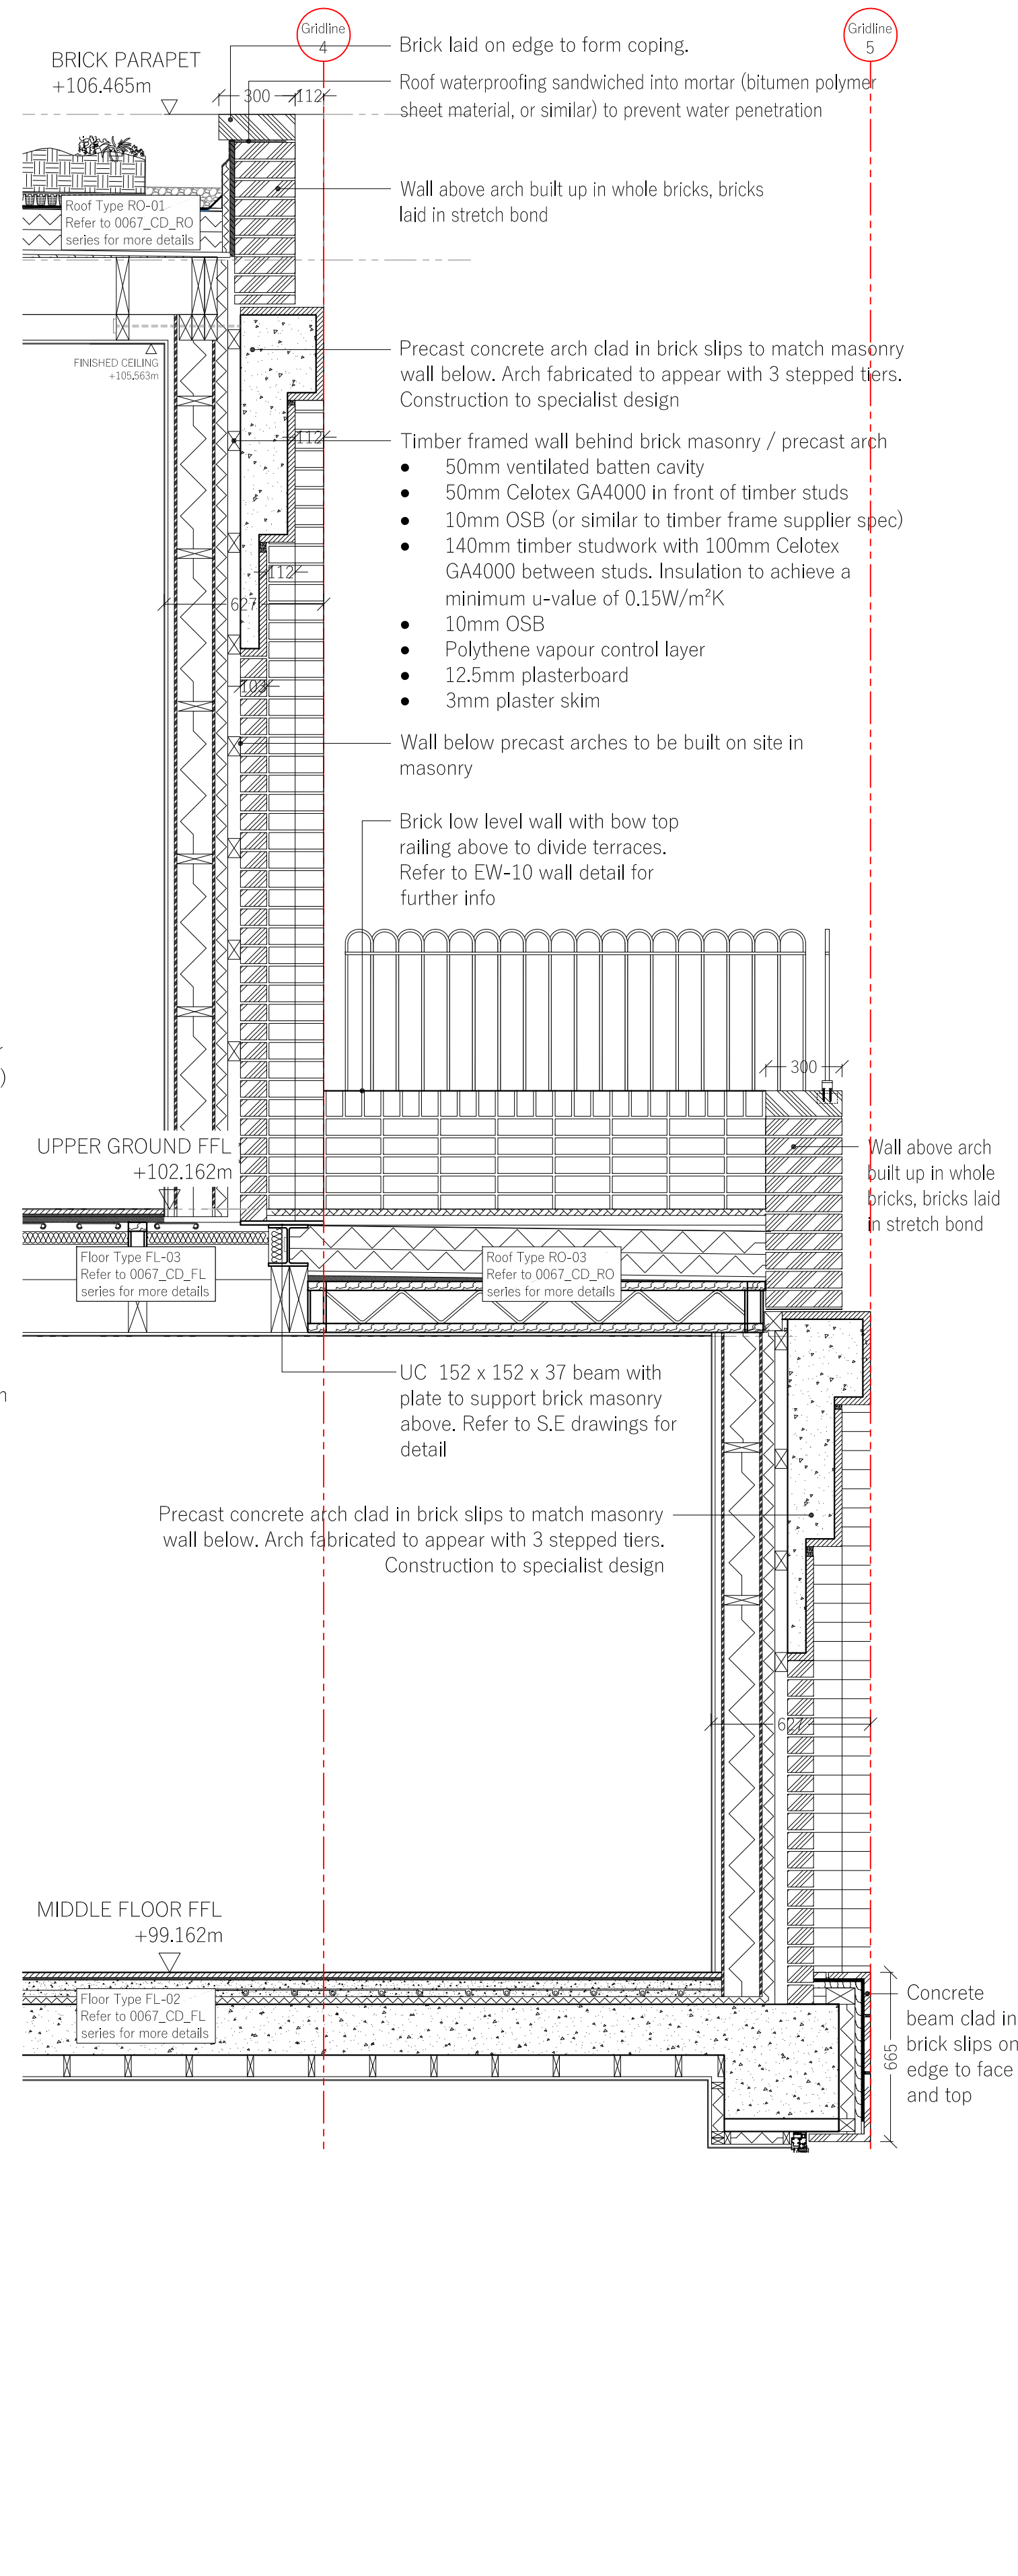 Gridline
4
Gridline
5
BRICK PARAPET
+106.465m
300
112
Brick laid on edge to form coping.
Roof waterproofing sandwiched into mortar (bitumen polymer
sheet material, or similar) to prevent water penetration
Wall above arch built up in whole bricks, bricks
laid in stretch bond
Roof Type RO-01
Refer to 0067_CD_RO
series for more details
FINISHED CEILING
+105.563m
Precast concrete arch clad in brick slips to match masonry
wall below. Arch fabricated to appear with 3 stepped tiers.
Construction to specialist design
112
Timber framed wall behind brick masonry / precast arch
● 50mm ventilated batten cavity
● 50mm Celotex GA4000 in front of timber studs
● 10mm OSB (or similar to timber frame supplier spec)
● 140mm timber studwork with 100mm Celotex
GA4000 between studs. Insulation to achieve a
minimum u-value of 0.15W/m²K
● 10mm OSB
● Polythene vapour control layer
● 12.5mm plasterboard
● 3mm plaster skim
112
627
103
Wall below precast arches to be built on site in
masonry
Brick low level wall with bow top
railing above to divide terraces.
Refer to EW-10 wall detail for
further info
)
300
UPPER GROUND FFL
+102.162m
Wall above arch
built up in whole
bricks, bricks laid
in stretch bond
Floor Type FL-03
Refer to 0067_CD_FL
series for more details
Roof Type RO-03
Refer to 0067_CD_RO
series for more details
UC 152 x 152 x 37 beam with
plate to support brick masonry
above. Refer to S.E drawings for
detail
Precast concrete arch clad in brick slips to match masonry
wall below. Arch fabricated to appear with 3 stepped tiers.
Construction to specialist design
627
MIDDLE FLOOR FFL
+99.162m
Floor Type FL-02
Refer to 0067_CD_FL
series for more details
Concrete
beam clad in
brick slips on
edge to face
and top
665